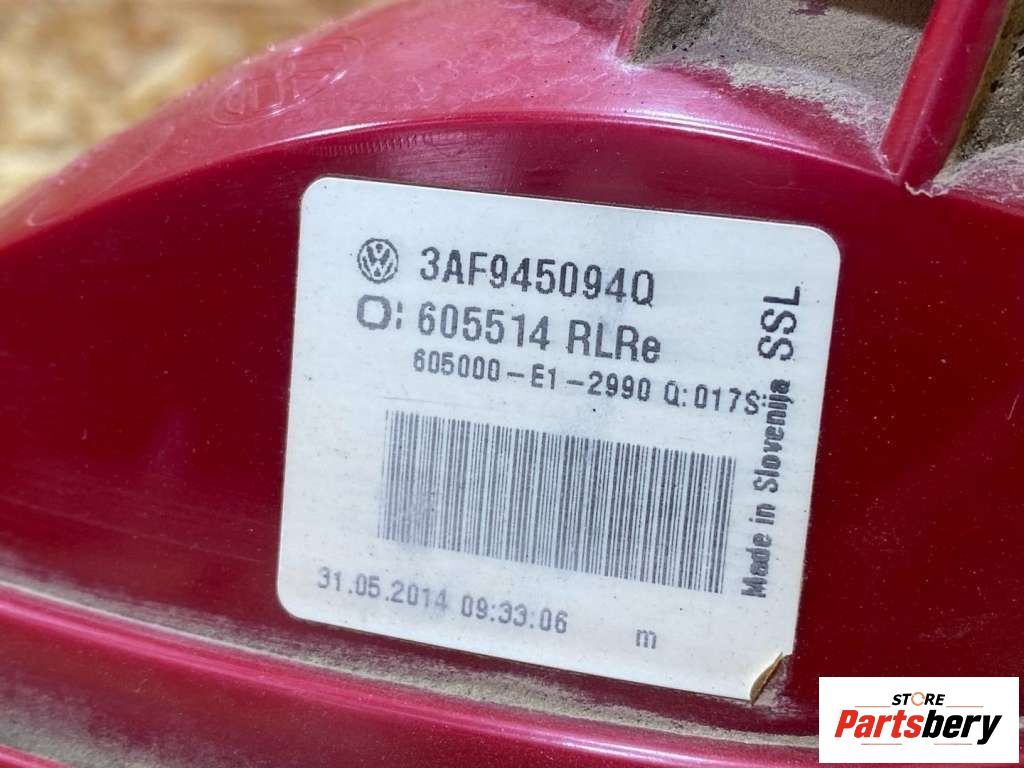 3AF945094Q
605514 RLRe
605000-E1-2990 Q:017S
31.05.2014 09:33:06
m
Made in Slovenija SSL
STORE
Partsbery